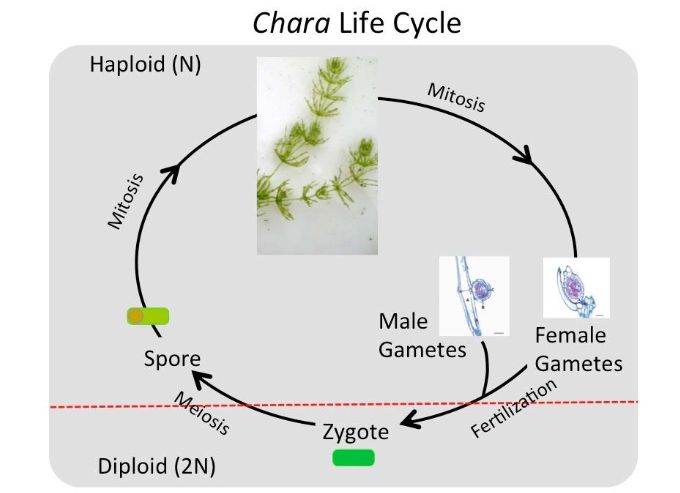 Chara Life Cycle
Haploid (N)
Mitosis
Mitosis
Male
Gametes
Female
Gametes
Spore
Meiosis
Fertilization
Zygote
Diploid (2N)